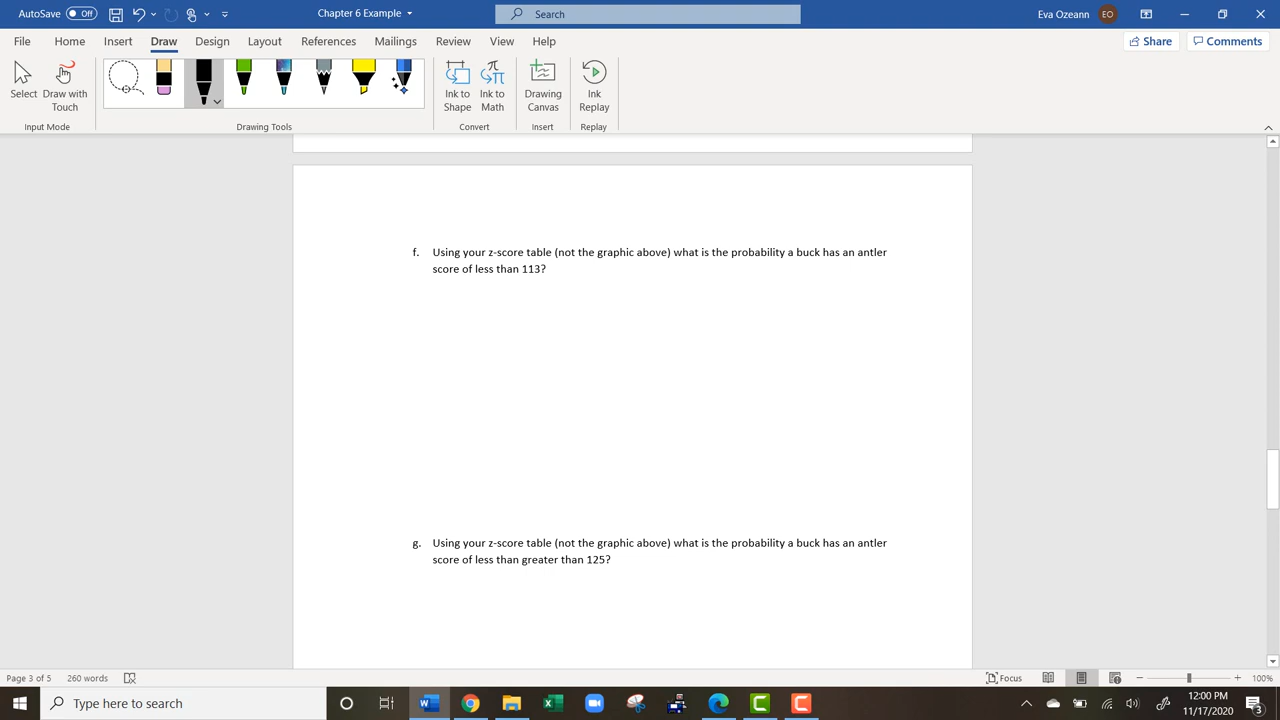 AutoSave Off
Chapter 6 Example
Search
Eva Ozeann EO
File Home Insert Draw Design Layout References Mailings Review View Help
Share Comments
Select
Draw with Touch
Ink to Shape
Ink to Math
Drawing Canvas
Ink Replay
Input Mode Drawing Tools Convert Insert Replay
f. Using your z-score table (not the graphic above) what is the probability a buck has an antler
score of less than 113?
g. Using your z-score table (not the graphic above) what is the probability a buck has an antler
score of less than greater than 125?
Page 3 of 5 260 words Focus 100%
Type here to search
12:00 PM
11/17/2020
3